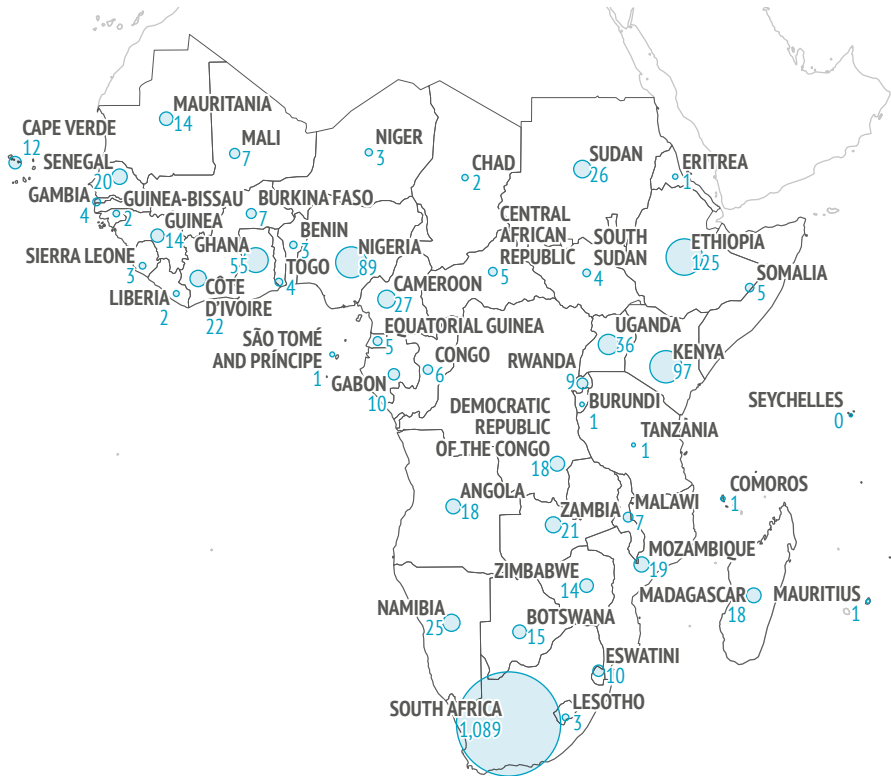 MAURITANIA
14
CAPE VERDE
12
MALI
7
NIGER
3
CHAD
2
SUDAN
26
ERITREA
1
SENEGAL
20
GAMBIA
4
GUINEA-BISSAU
2
BURKINA FASO
7
GUINEA
14
BENIN
3
CENTRAL
AFRICAN
REPUBLIC
5
SOUTH
SUDAN
4
ETHIOPIA
125
SIERRA LEONE
3
GHANA
55
NIGERIA
89
TOGO
4
SOMALIA
5
LIBERIA
2
CÔTE
D'IVOIRE
22
CAMEROON
27
EQUATORIAL GUINEA
5
UGANDA
36
KENYA
97
SÃO TOMÉ
AND PRÍNCIPE
1
CONGO
6
RWANDA
9
GABON
10
BURUNDI
1
SEYCHELLES
0
DEMOCRATIC
REPUBLIC
OF THE CONGO
18
TANZANIA
1
ANGOLA
18
ZAMBIA
21
MALAWI
7
COMOROS
1
MOZAMBIQUE
19
ZIMBABWE
14
MADAGASCAR
18
MAURITIUS
1
NAMIBIA
25
BOTSWANA
15
ESWATINI
10
SOUTH AFRICA
1,089
LESOTHO
3